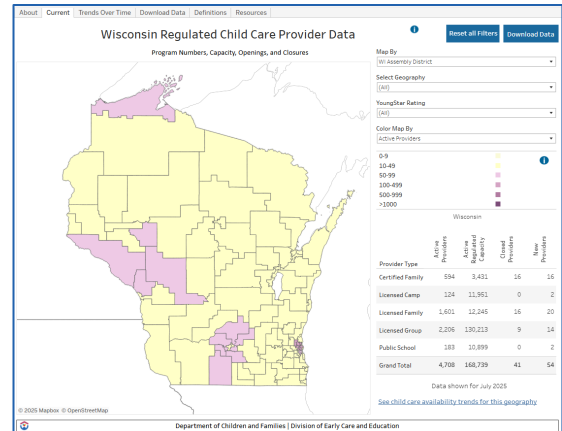 About Current Trends Over Time Download Data Definitions Resources
Wisconsin Regulated Child Care Provider Data
Program Numbers, Capacity, Openings, and Closures
Reset all Filters
Download Data
Map By
WI Assembly District
Select Geography
(All)
YoungStar Rating
(All)
Color Map By
Active Providers
0-9
10-49
50-99
100-499
500-999
>1000
Wisconsin
Provider Type Active Providers Active Regulated Capacity Closed Providers New Providers
Certified Family 594 3,431 16 16
Licensed Camp 124 11,951 0 2
Licensed Family 1,601 12,245 16 20
Licensed Group 2,206 130,213 9 14
Public School 183 10,899 0 2
Grand Total 4,708 168,739 41 54
Data shown for July 2025
See child care availability trends for this geography
© 2025 Mapbox © OpenStreetMap
Department of Children and Families | Division of Early Care and Education